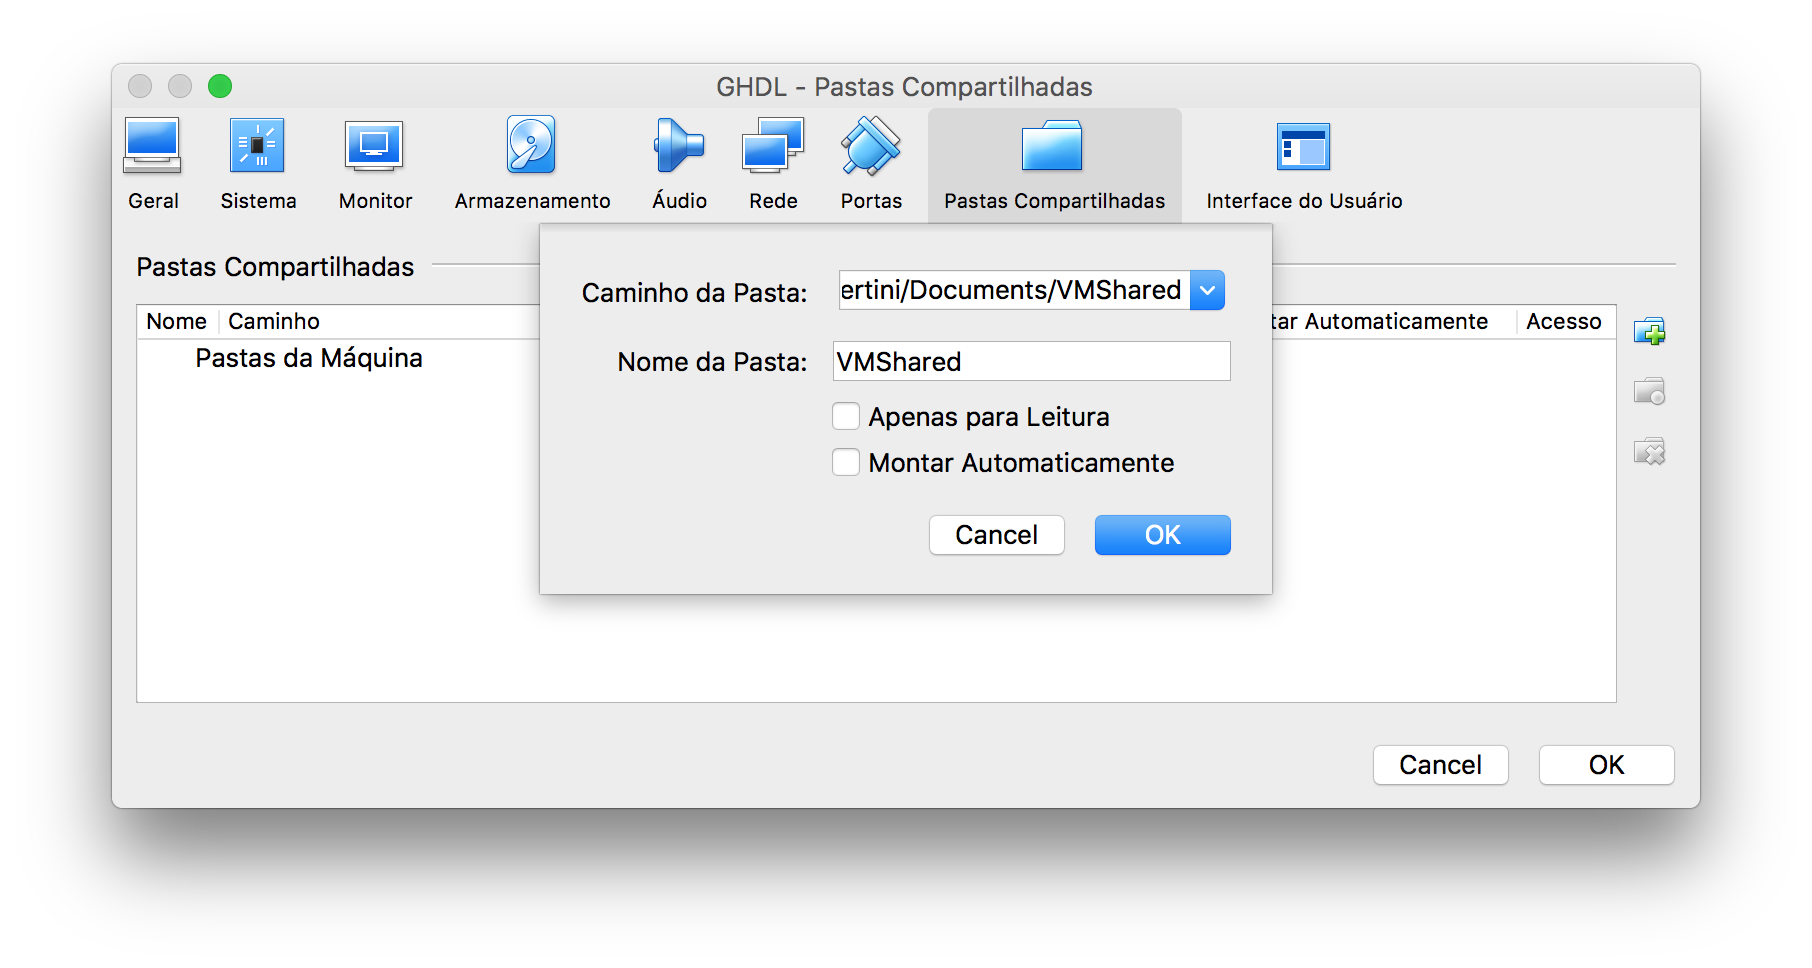 GHDL - Pastas Compartilhadas
Geral Sistema Monitor Armazenamento Áudio Rede Portas Pastas Compartilhadas Interface do Usuário
Pastas Compartilhadas
Caminho da Pasta: ertini/Documents/VMShared
Nome Caminho tar Automaticamente Acesso
Pastas da Máquina
Nome da Pasta: VMShared
Apenas para Leitura
Montar Automaticamente
Cancel OK
Cancel OK